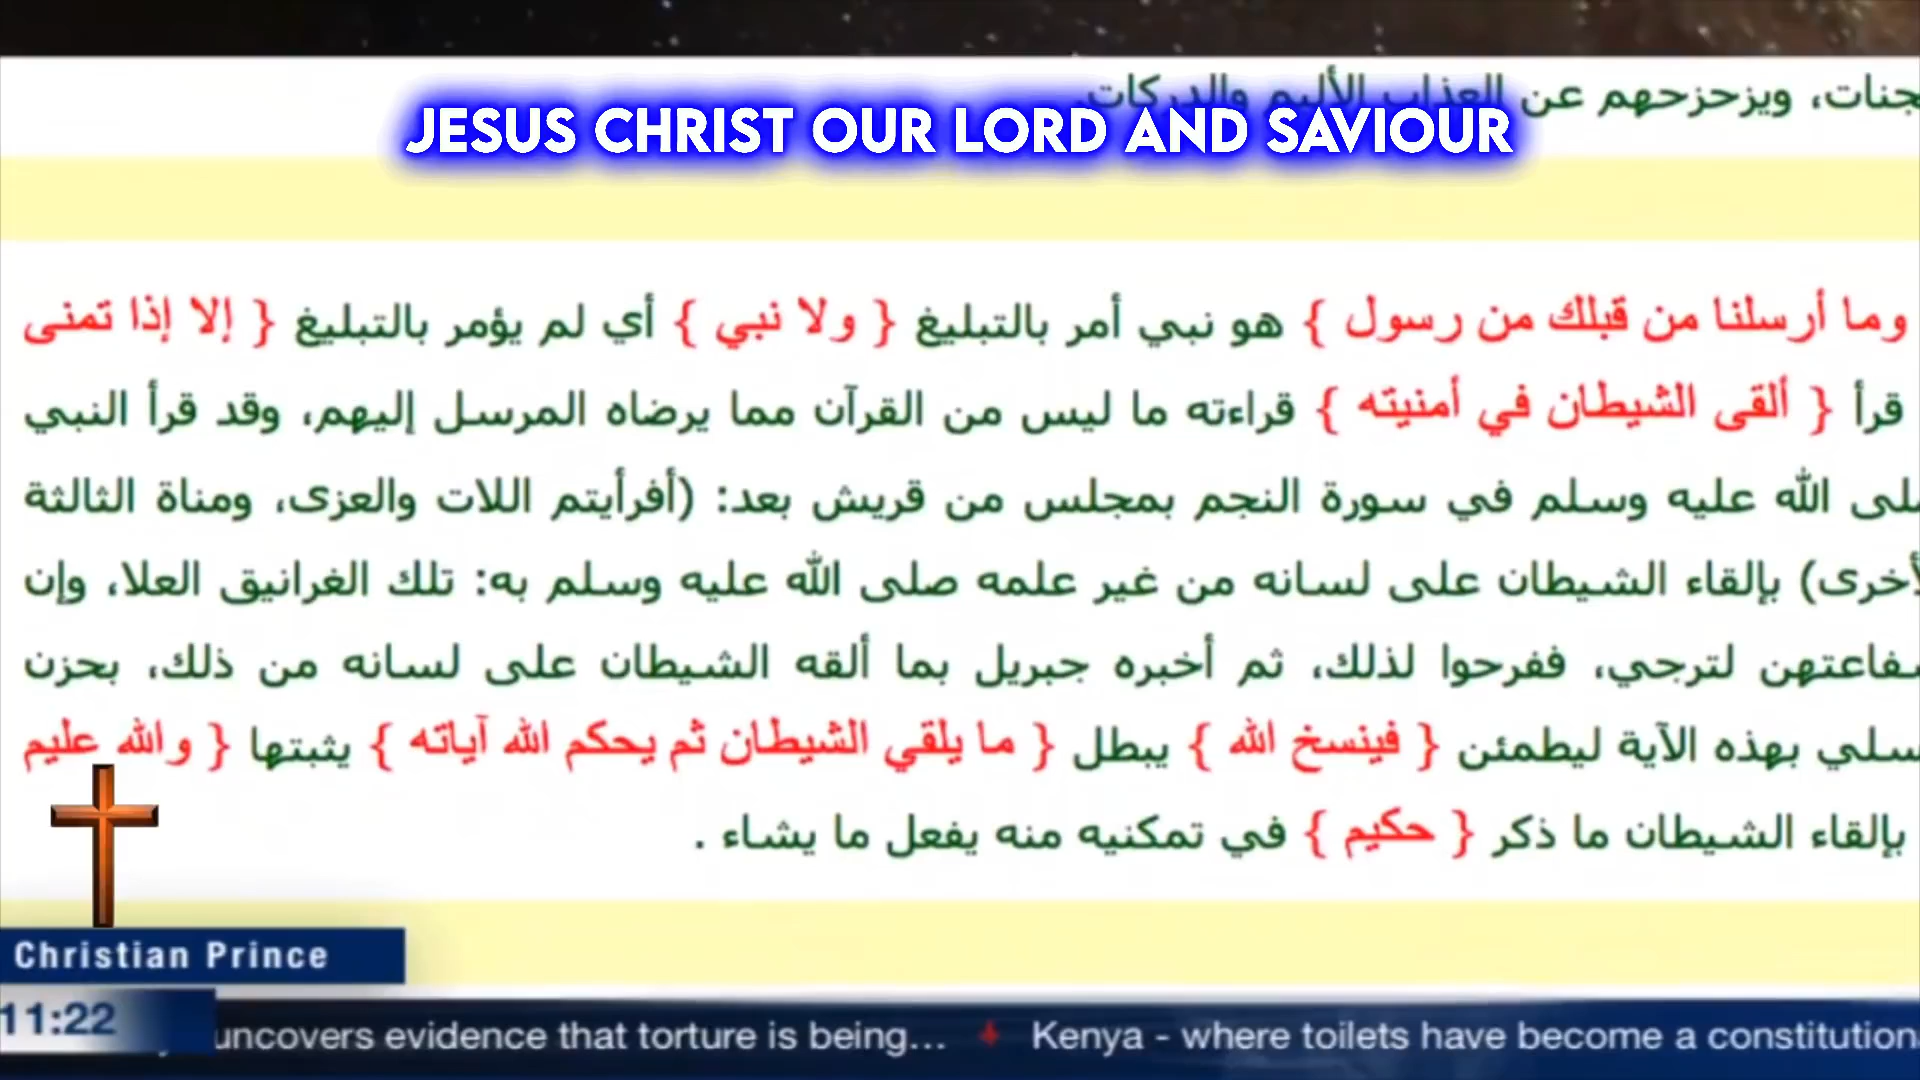 جنات، ويزحزحهم عن العذاب الأليم والدركات.
JESUS CHRIST OUR LORD AND SAVIOUR
وما أرسلنا من قبلك من رسول } هو نبي أمر بالتبليغ { ولا نبي } أي لم يؤمر بالتبليغ { إلا إذا تمنى
قرأ { ألقى الشيطان في أمنيته } قراءته ما ليس من القرآن مما يرضاه المرسل إليهم، وقد قرأ النبي
لى الله عليه وسلم في سورة النجم بمجلس من قريش بعد: (أفرأيتم اللات والعزى، ومناة الثالثة
لأخرى) بإلقاء الشيطان على لسانه من غير علمه صلى الله عليه وسلم به: تلك الغرانيق العلا، وإن
فاعتهن لترجي، ففرحوا لذلك، ثم أخبره جبريل بما ألقه الشيطان على لسانه من ذلك، بحزن
سلي بهذه الآية ليطمئن { فينسخ الله } يبطل { ما يلقي الشيطان ثم يحكم الله آياته } يثبتها { والله عليم
بإلقاء الشيطان ما ذكر { حكيم } في تمكنيه منه يفعل ما يشاء .
Christian Prince
11:22
uncovers evidence that torture is being... Kenya - where toilets have become a constitution